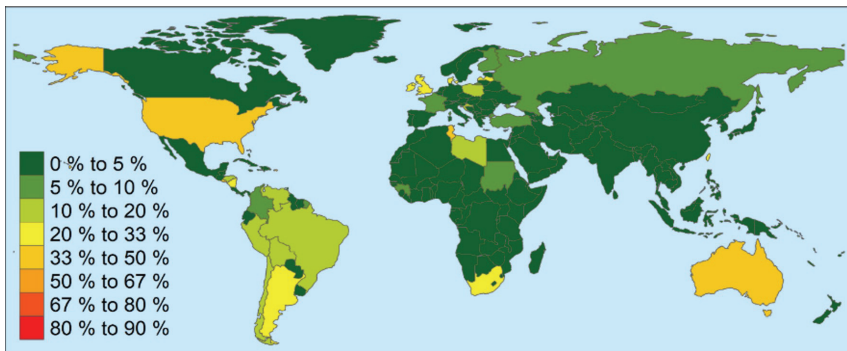 0 % to 5 %
5 % to 10 %
10 % to 20 %
20 % to 33 %
33 % to 50 %
50 % to 67 %
67 % to 80 %
80 % to 90 %